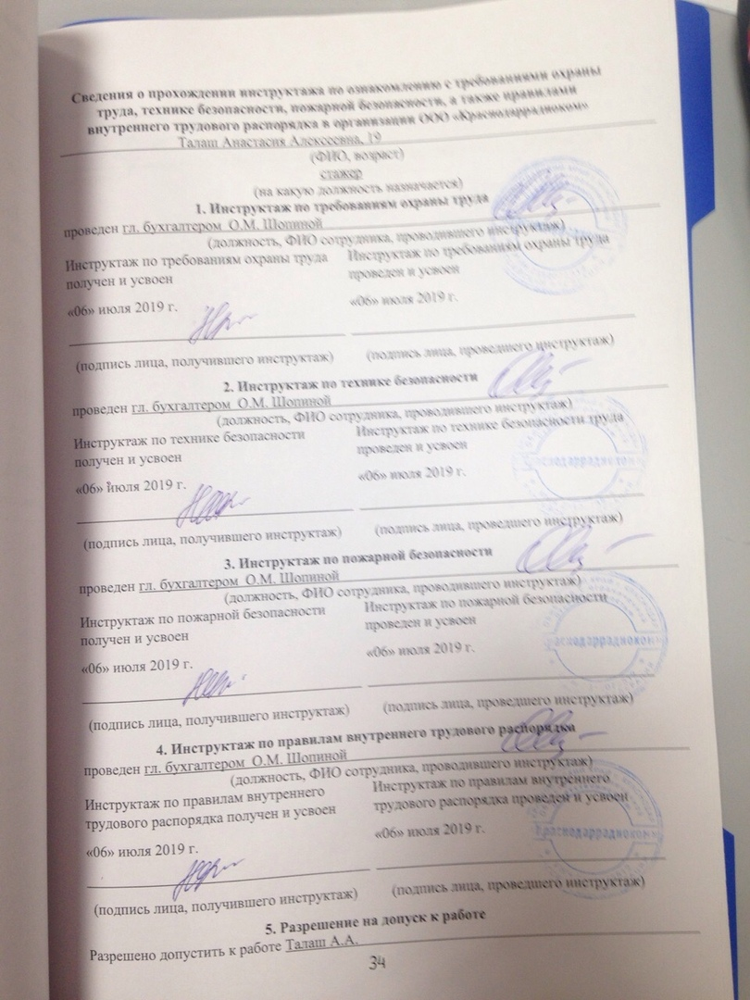 Сведения о прохождении инструктажа по ознакомлению с требованиями охраны
труда, технике безопасности, пожарной безопасности, а также правилами
внутреннего трудового распорядка в организации ООО «Краснодаррадиоком»
Талаш Анастасия Алексеевна, 19
(ФИО, возраст)
стажер
(на какую должность назначается)
1. Инструктаж по требованиям охраны труда
проведен гл. бухгалтером О.М. Шопиной
(должность, ФИО сотрудника, проводившего инструктаж)
Инструктаж по требованиям охраны труда
получен и усвоен
«06» июля 2019 г.
(подпись лица, получившего инструктаж)
Инструктаж по требованиям охраны труда
проведен и усвоен
«06» июля 2019 г.
(подпись лица, проведшего инструктаж)
2. Инструктаж по технике безопасности
проведен гл. бухгалтером О.М. Шопиной
(должность, ФИО сотрудника, проводившего инструктаж)
Инструктаж по технике безопасности
получен и усвоен
«06» июля 2019 г.
(подпись лица, получившего инструктаж)
Инструктаж по технике безопасности труда
проведен и усвоен
«06» июля 2019 г.
(подпись лица, проведшего инструктаж)
Краснодаррадиоком
3. Инструктаж по пожарной безопасности
проведен гл. бухгалтером О.М. Шопиной
(должность, ФИО сотрудника, проводившего инструктаж)
Инструктаж по пожарной безопасности
получен и усвоен
«06» июля 2019 г.
(подпись лица, получившего инструктаж)
Инструктаж по пожарной безопасности
проведен и усвоен
«06» июля 2019 г.
(подпись лица, проведшего инструктаж)
Краснодаррадиоком
4. Инструктаж по правилам внутреннего трудового распорядка
проведен гл. бухгалтером О.М. Шопиной
(должность, ФИО сотрудника, проводившего инструктаж)
Инструктаж по правилам внутреннего
трудового распорядка получен и усвоен
«06» июля 2019 г.
(подпись лица, получившего инструктаж)
Инструктаж по правилам внутреннего
трудового распорядка проведен и усвоен
«06» июля 2019 г.
(подпись лица, проведшего инструктаж)
Краснодаррадиоком
5. Разрешение на допуск к работе
Разрешено допустить к работе Талаш А.А.
34